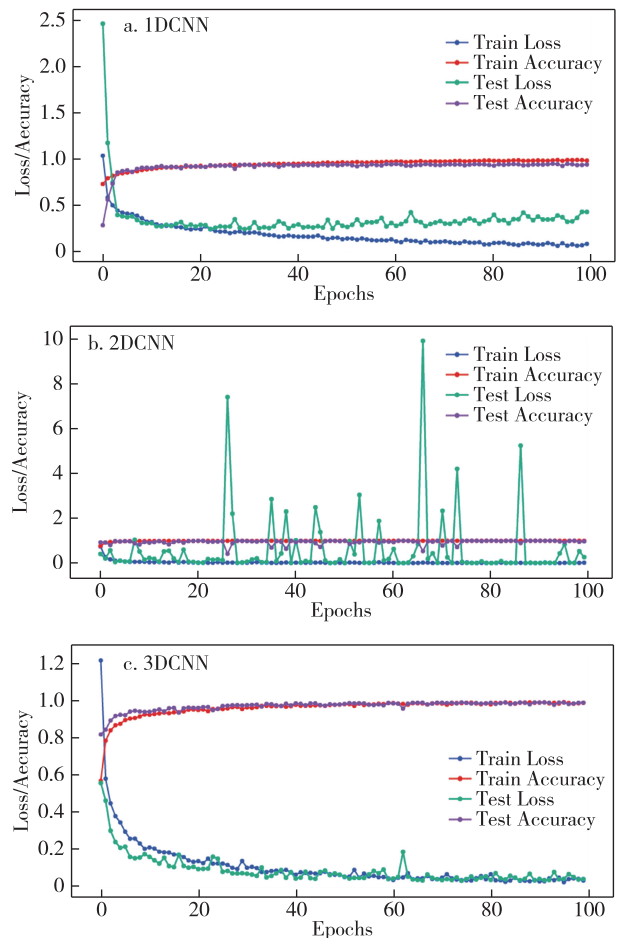 a. 1DCNN
2.5
2.0
1.5
1.0
0.5
0
Loss/Aecuracy
Train Loss
Train Accuracy
Test Loss
Test Accuracy
0 20 40 60 80 100
Epochs
b. 2DCNN
10
8
6
4
2
0
Loss/Aecuracy
Train Loss
Train Accuracy
Test Loss
Test Accuracy
0 20 40 60 80 100
Epochs
c. 3DCNN
1.2
1.0
0.8
0.6
0.4
0.2
0
Loss/Aecuracy
Train Loss
Train Accuracy
Test Loss
Test Accuracy
0 20 40 60 80 100
Epochs